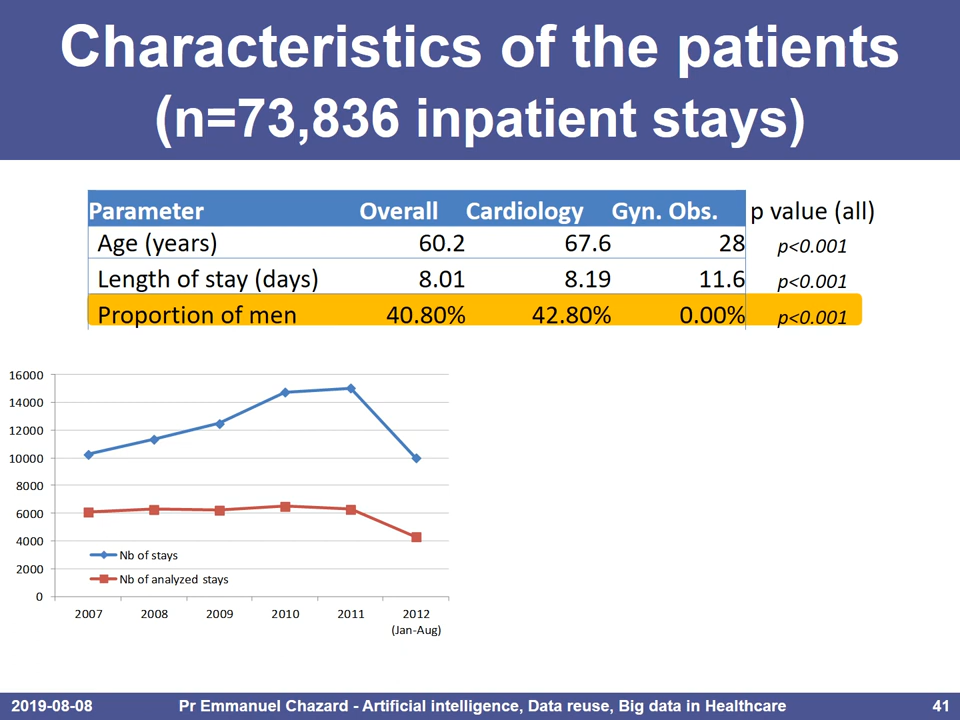 Characteristics of the patients
(n=73,836 inpatient stays)
Parameter Overall Cardiology Gyn. Obs. p value (all)
Age (years) 60.2 67.6 28 p<0.001
Length of stay (days) 8.01 8.19 11.6 p<0.001
Proportion of men 40.80% 42.80% 0.00% p<0.001
16000
14000
12000
10000
8000
6000
4000
2000
0
Nb of stays
Nb of analyzed stays
2007 2008 2009 2010 2011 2012
(Jan-Aug)
2019-08-08 Pr Emmanuel Chazard - Artificial intelligence, Data reuse, Big data in Healthcare 41